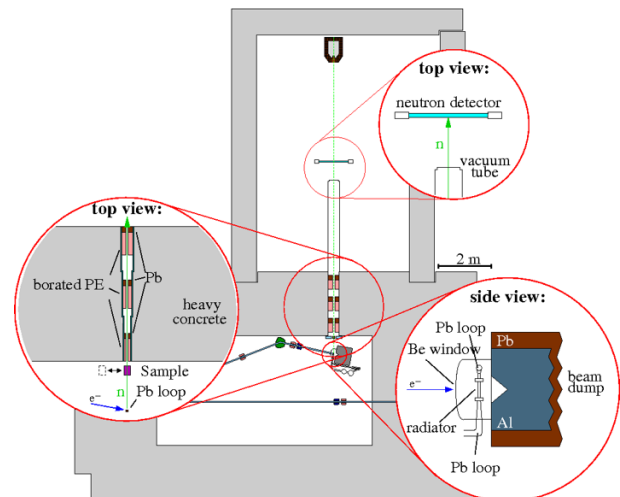 top view:
neutron detector
n
vacuum
tube
top view:
borated PE
Pb
heavy
concrete
Sample
n
e⁻
Pb loop
2 m
side view:
Pb loop
Be window
Pb
e⁻
beam
dump
radiator
Al
Pb loop